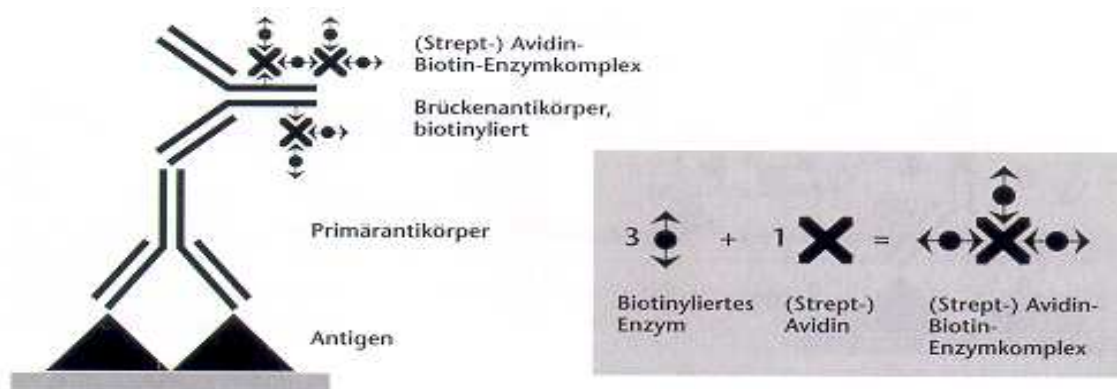 (Strept-) Avidin-
Biotin-Enzymkomplex
Brückenantikörper,
biotinyliert
Primärantikörper
Antigen
3 + 1 =
Biotinyliertes
Enzym
(Strept-)
Avidin
(Strept-) Avidin-
Biotin-
Enzymkomplex